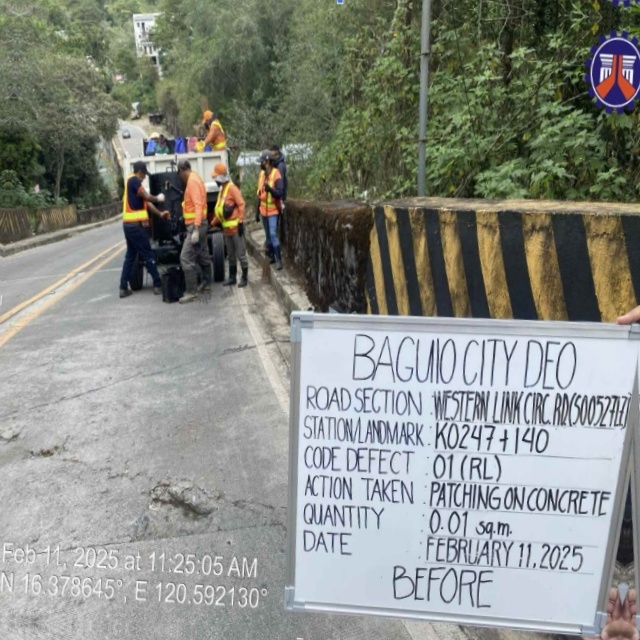 BAGUIO CITY DEO
ROAD SECTION : WESTERN LINK CIRC. RD(S00527LZ)
STATION/LANDMARK : K0247+140
CODE DEFECT : 01 (RL)
ACTION TAKEN : PATCHING ON CONCRETE
QUANTITY : 0.01 sq.m.
DATE : FEBRUARY 11, 2025
BEFORE
Feb 11, 2025 at 11:25:05 AM
N 16.378645°, E 120.592130°